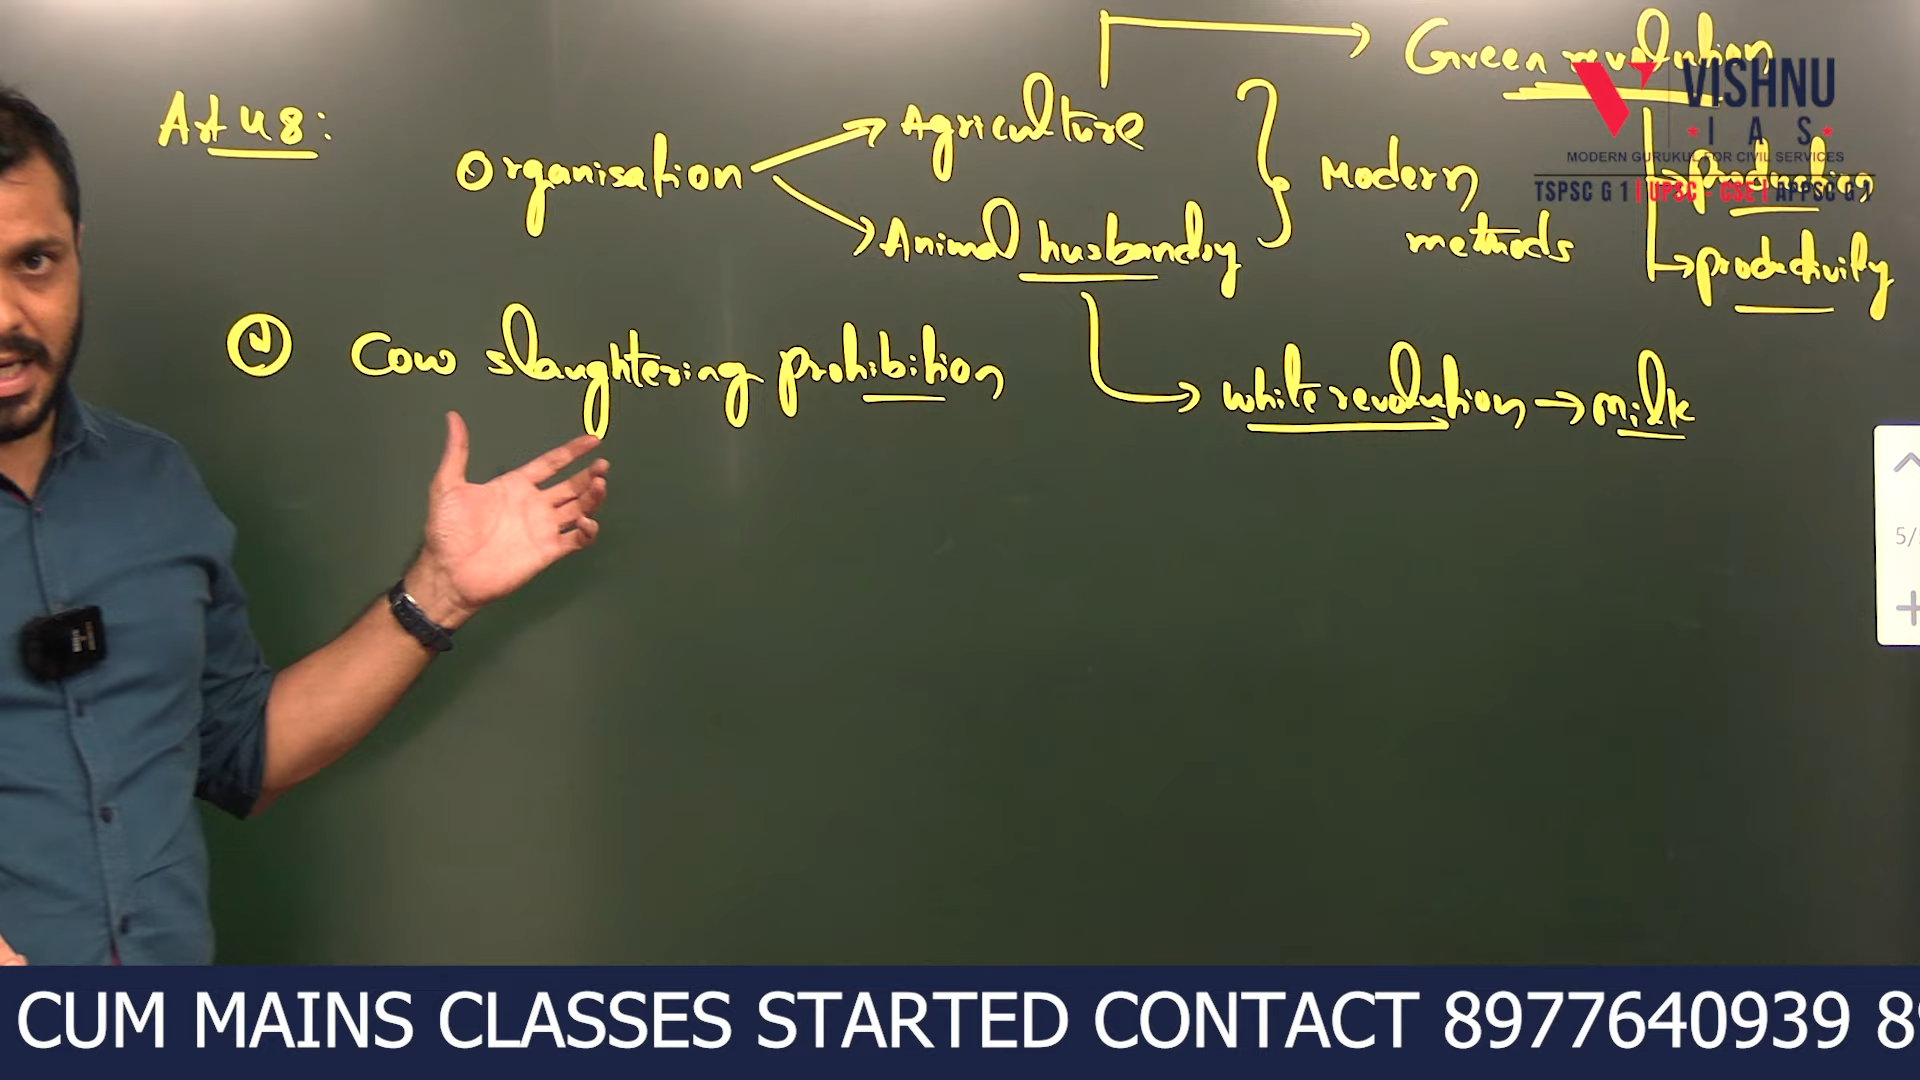 Green revolution
VISHNU
I A S
MODERN GURUKUL FOR CIVIL SERVICES
TSPSC G 1 | UPSC - CSE | APPSC G 1
Art 48:
Organisation
Agriculture
Animal husbandry
Modern
methods
production
productivity
Cow slaughtering prohibition
white revolution → milk
5/
CUM MAINS CLASSES STARTED CONTACT 8977640939 8